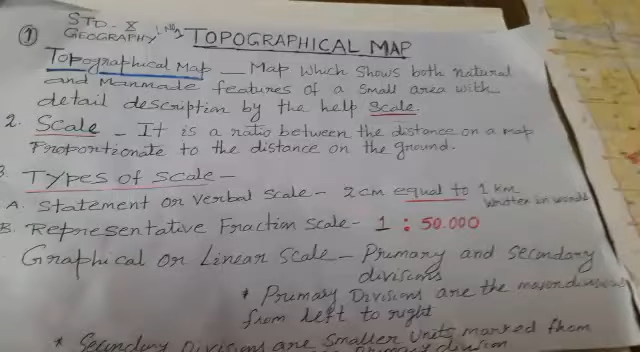 STD-X
GEOGRAPHY
① TOPOGRAPHICAL MAP
Topographical Map — Map which shows both natural
and Manmade features of a small area with
detail description by the help Scale.
2. Scale - It is a ratio between the distance on a map
Proportionate to the distance on the ground.
3. Types of scale -
A. Statement or Verbal Scale - 2cm equal to 1 km
written in words
B. Representative Fraction Scale - 1 : 50.000
Graphical or Linear Scale - Primary and secondary
divisions
* Primary Divisions are the major divisions
from left to right
* Secondary Divisions are Smaller Units marked from
Primary division